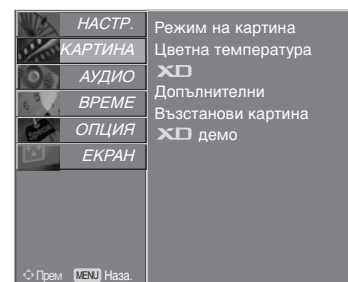 НАСТР.
КАРТИНА
АУДИО
ВРЕМЕ
ОПЦИЯ
ЕКРАН
Режим на картина
Цветна температура
XD
Допълнителни
Възстанови картина
XD демо
Прем MENU Наза.